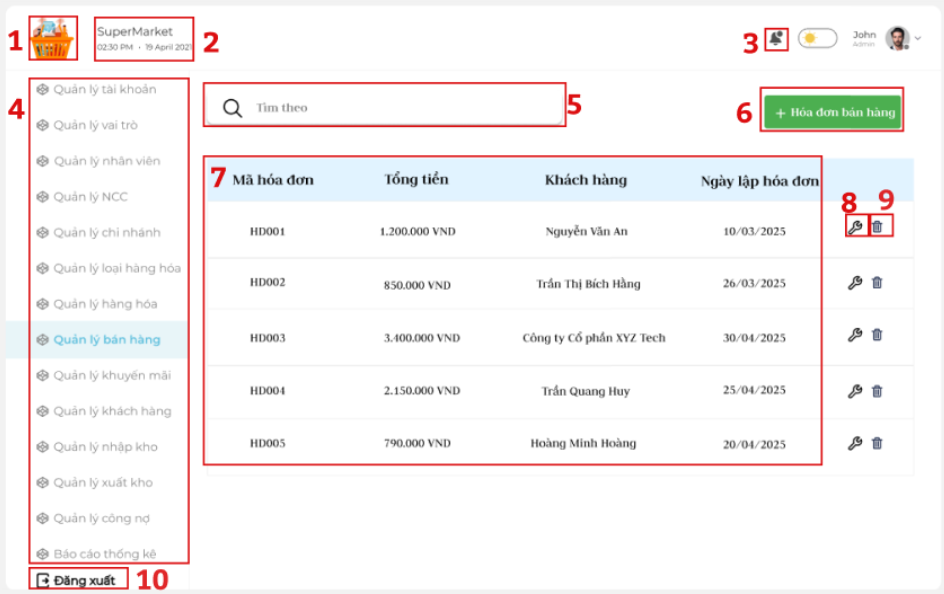 1
SuperMarket
02:30 PM • 19 April 2021
2
3
John
Admin
4
Quản lý tài khoản
Quản lý vai trò
Quản lý nhân viên
Quản lý NCC
Quản lý chi nhánh
Quản lý loại hàng hóa
Quản lý hàng hóa
Quản lý bán hàng
Quản lý khuyến mãi
Quản lý khách hàng
Quản lý nhập kho
Quản lý xuất kho
Quản lý công nợ
Báo cáo thống kê
Đăng xuất
10
Tìm theo
5
6
+ Hóa đơn bán hàng
7 Mã hóa đơn Tổng tiền Khách hàng Ngày lập hóa đơn
8 9
HD001 1.200.000 VND Nguyễn Văn An 10/03/2025
HD002 850.000 VND Trần Thị Bích Hằng 26/03/2025
HD003 3.400.000 VND Công ty Cổ phần XYZ Tech 30/04/2025
HD004 2.150.000 VND Trần Quang Huy 25/04/2025
HD005 790.000 VND Hoàng Minh Hoàng 20/04/2025